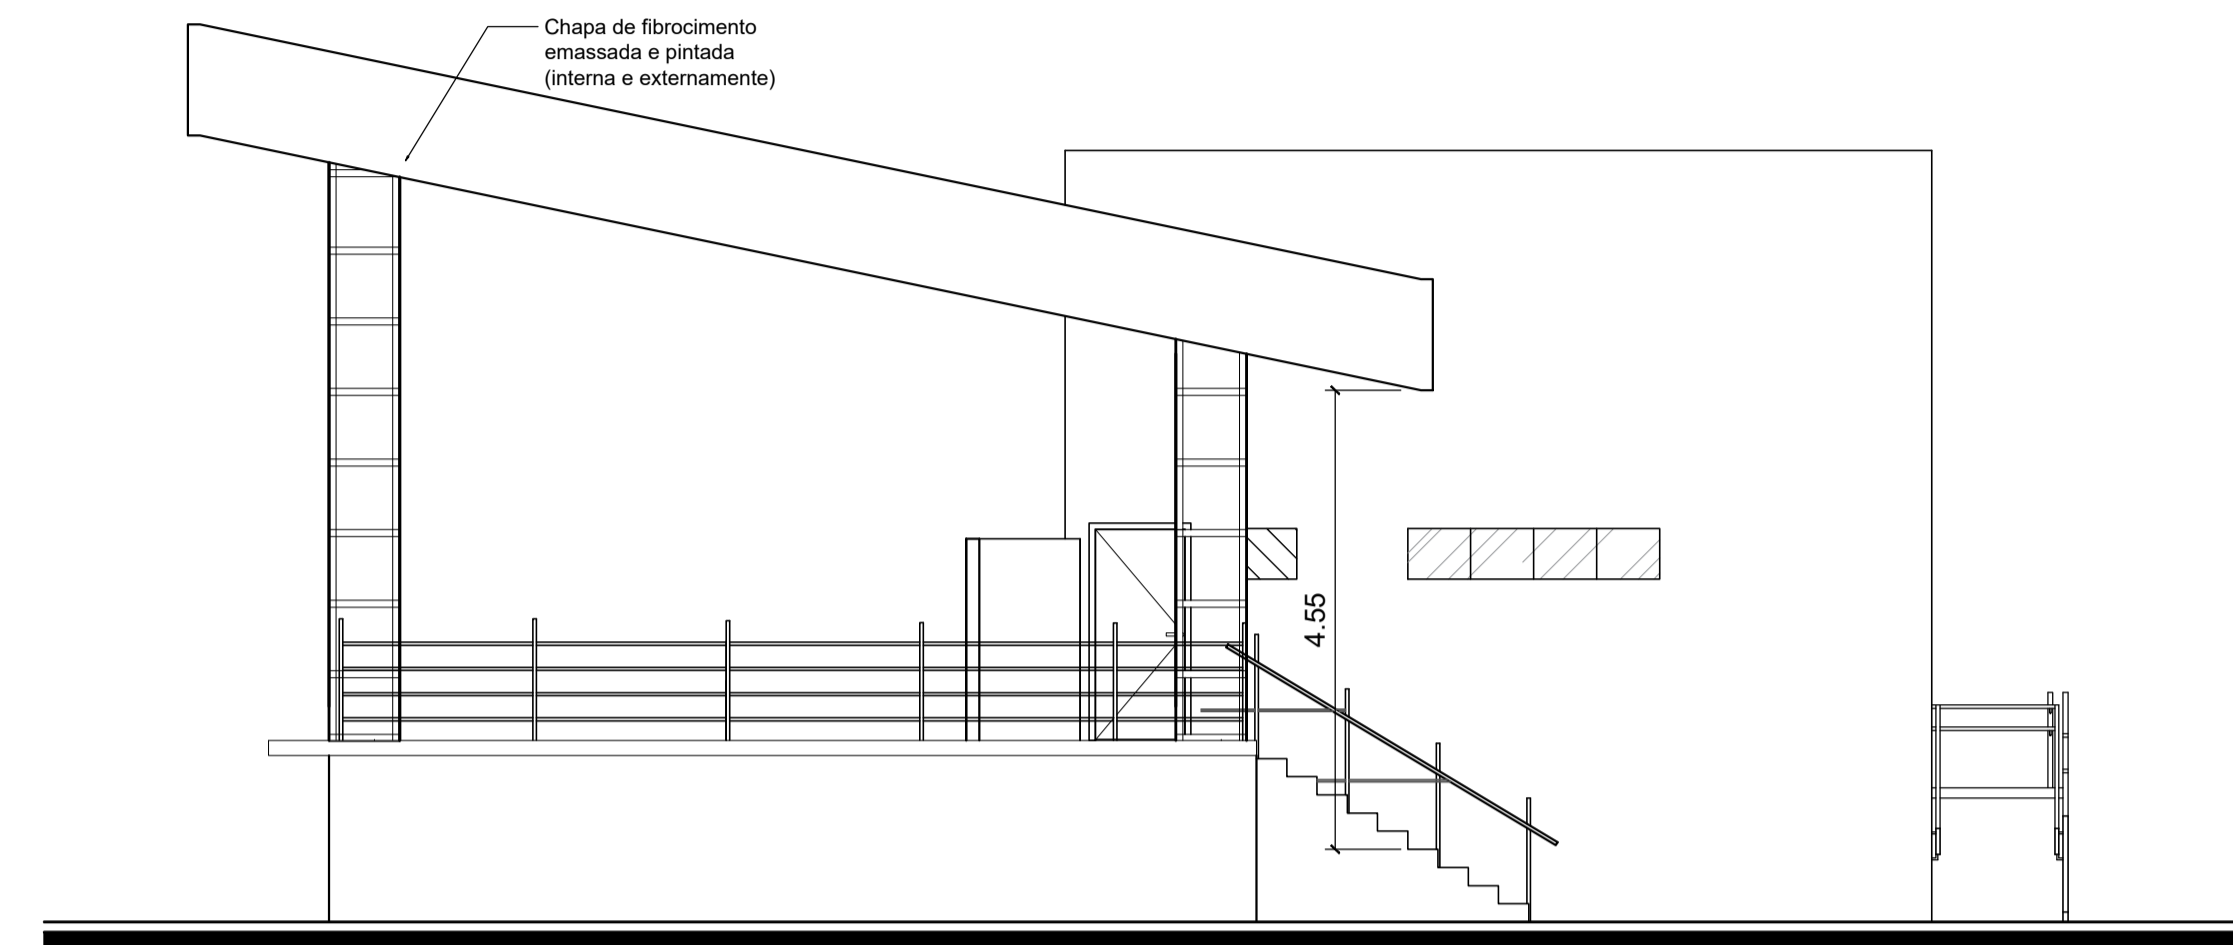 Chapa de fibrocimento
emassada e pintada
(interna e externamente)
4.55